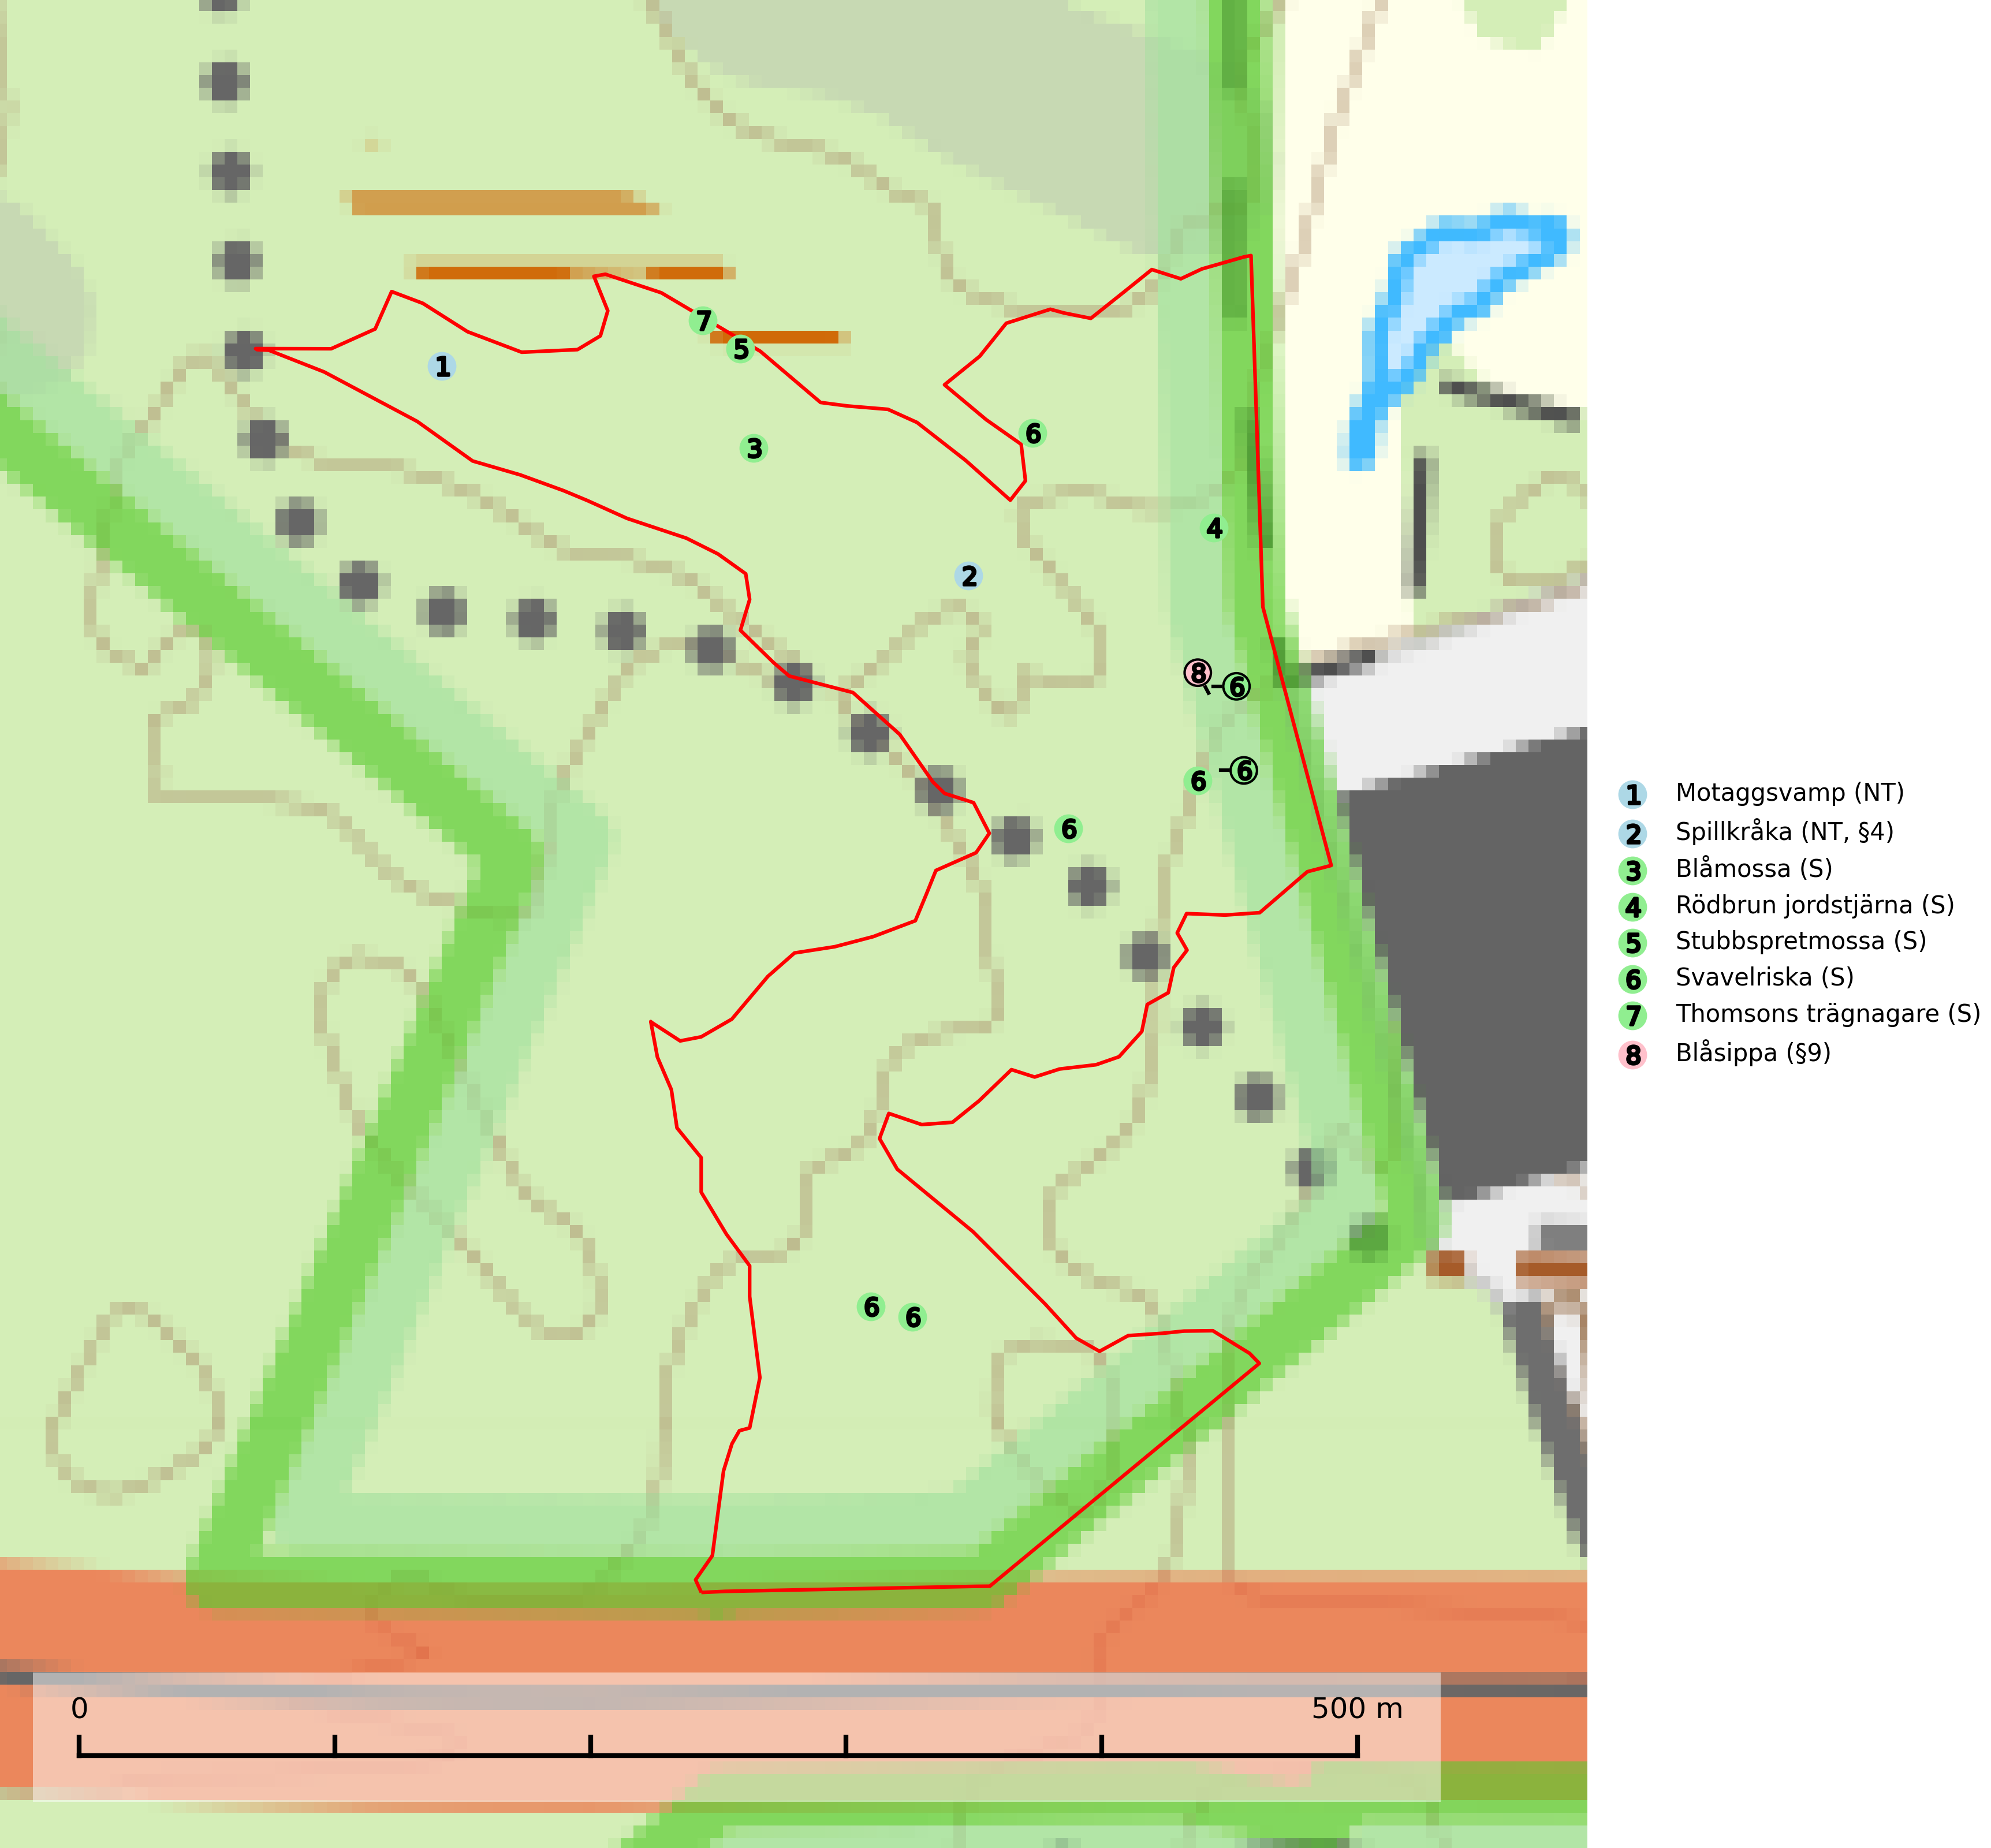 7
5
1
6
3
4
2
8
6
6
6
6
6
6
1 Motaggsvamp (NT)
2 Spillkråka (NT, §4)
3 Blåmossa (S)
4 Rödbrun jordstjärna (S)
5 Stubbspretmossa (S)
6 Svavelriska (S)
7 Thomsons trägnagare (S)
8 Blåsippa (§9)
0 500 m